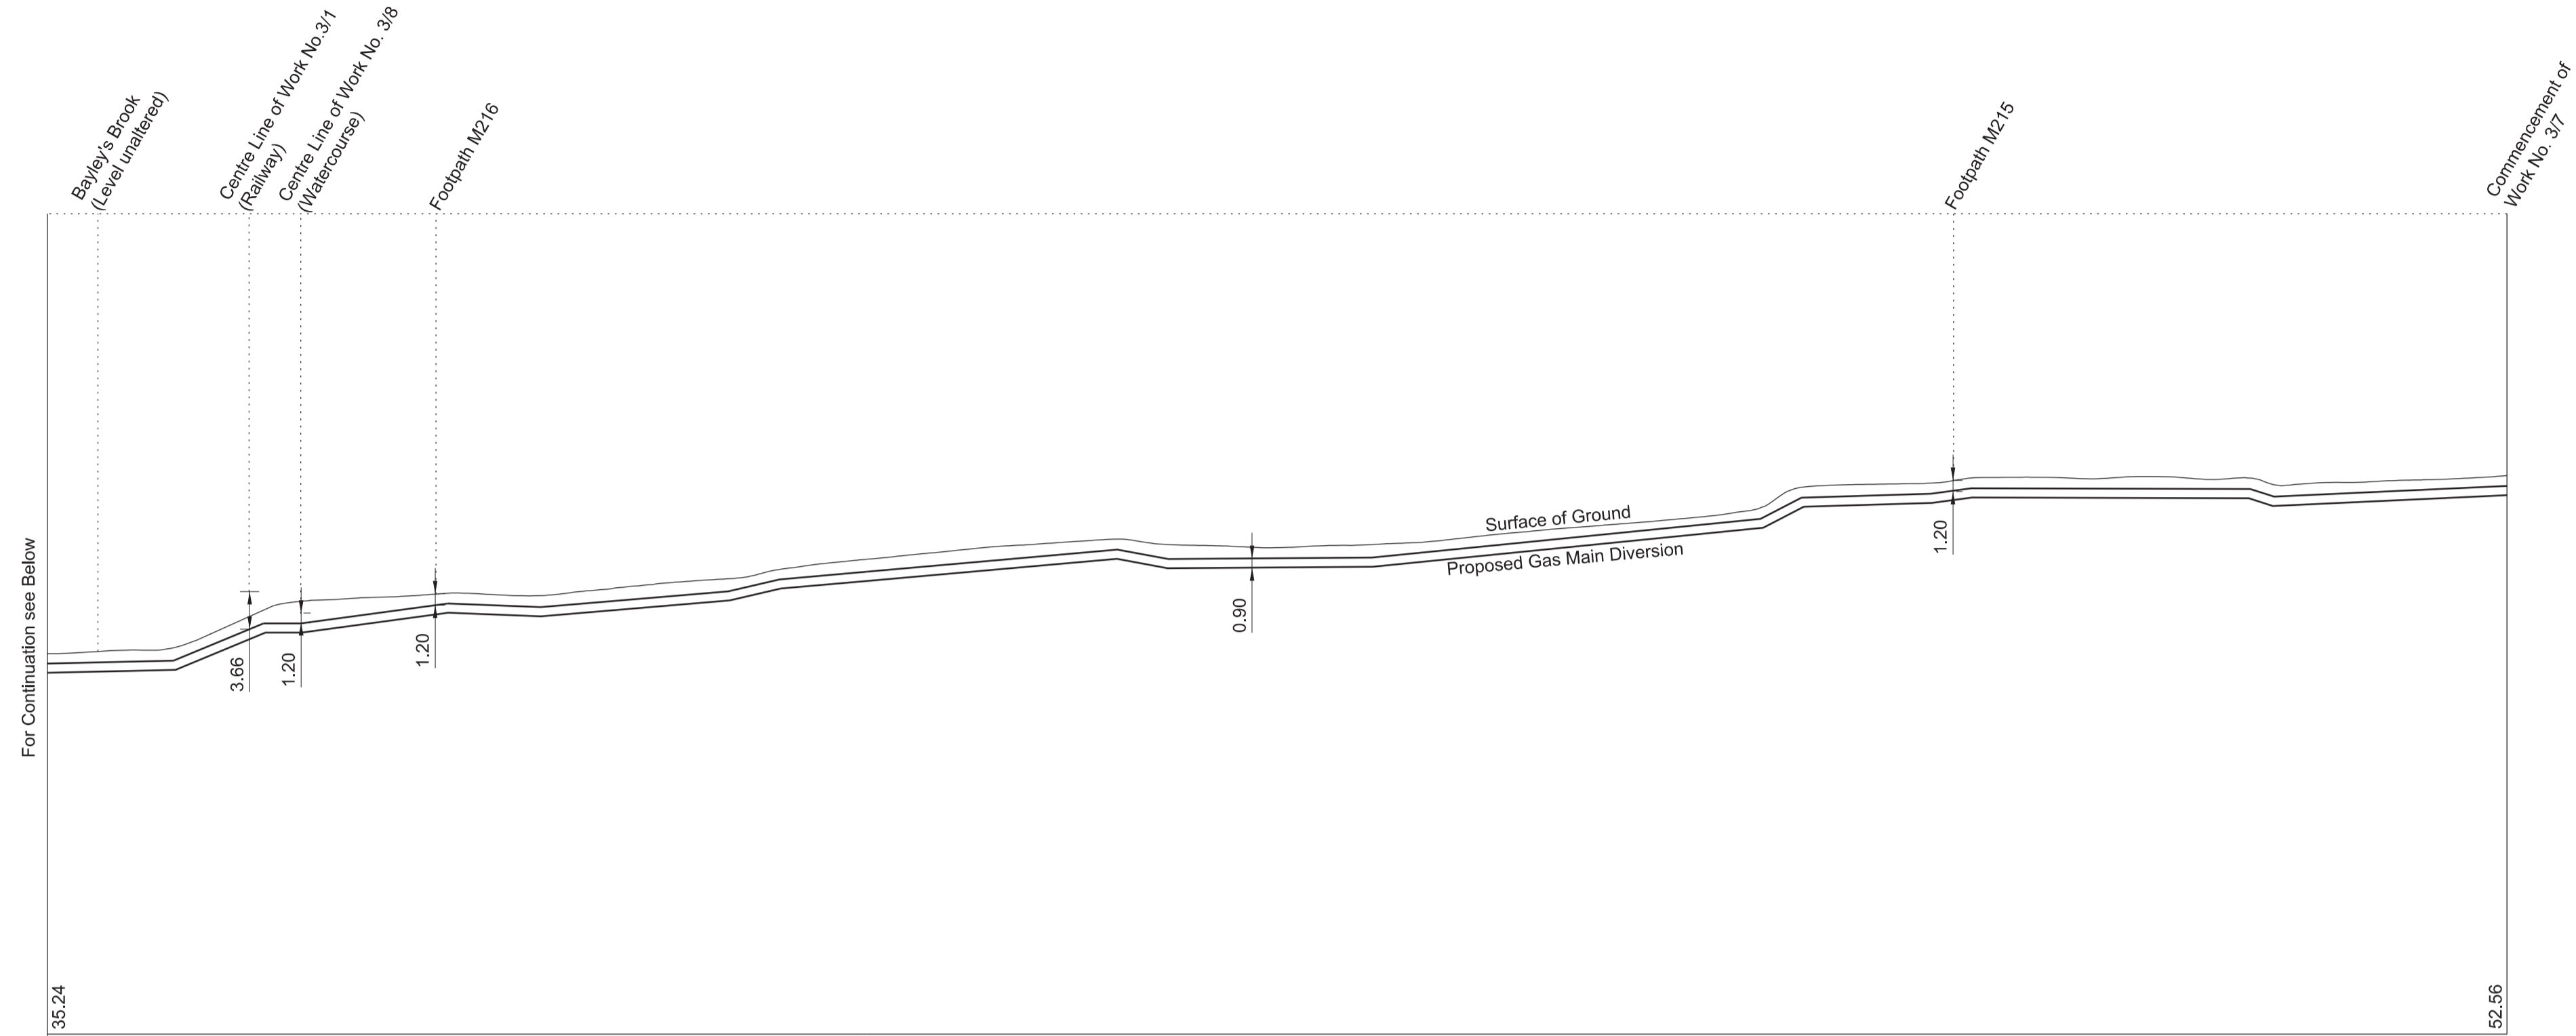 Bayley's Brook
(Level unaltered)
Centre Line of Work No.3/1
(Railway)
Centre Line of Work No. 3/8
(Watercourse)
Footpath M216
Footpath M215
Commencement of
Work No. 3/7
For Continuation see Below
Surface of Ground
Proposed Gas Main Diversion
3.66
1.20
1.20
0.90
1.20
35.24
52.56